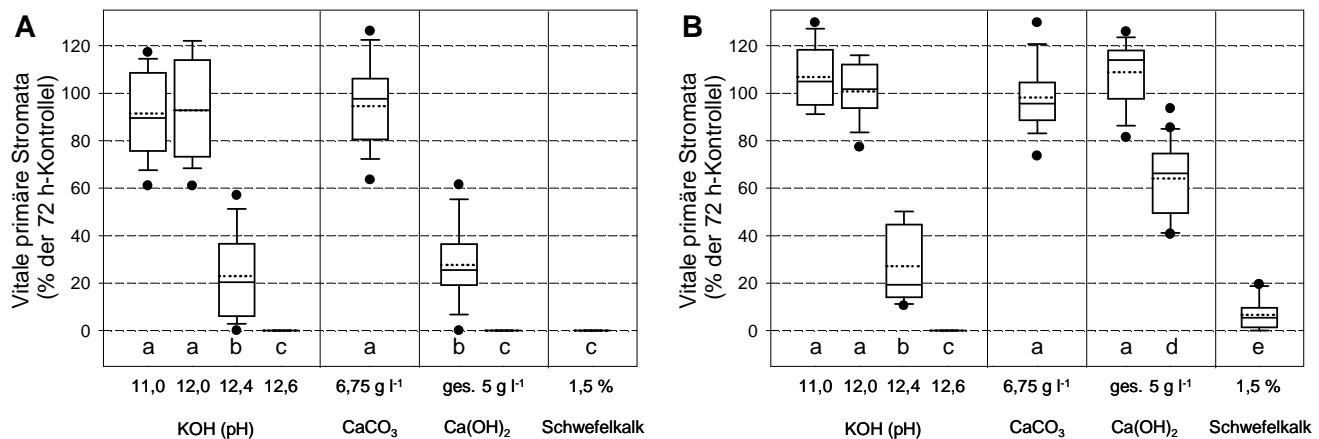 A
Vitale primäre Stromata
(% der 72 h-Kontrollel)
120
100
80
60
40
20
0
a a b c a b c c
11,0 12,0 12,4 12,6 6,75 g l-1 ges. 5 g l-1 1,5 %
KOH (pH) CaCO3 Ca(OH)2 Schwefelkalk
B
Vitale primäre Stromata
(% der 72 h-Kontrollel)
120
100
80
60
40
20
0
a a b c a a d e
11,0 12,0 12,4 12,6 6,75 g l-1 ges. 5 g l-1 1,5 %
KOH (pH) CaCO3 Ca(OH)2 Schwefelkalk